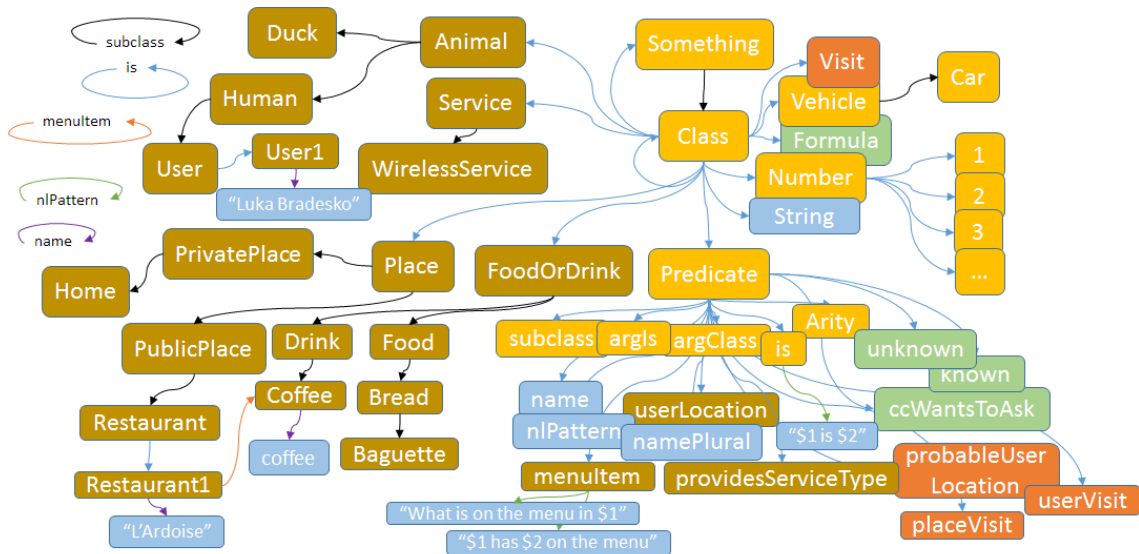 subclass
is
menuItem
nlPattern
name
Duck
Animal
Something
Visit
Vehicle
Car
Human
Service
Class
Formula
User
User1
WirelessService
Number
1
2
3
...
"Luka Bradesko"
String
PrivatePlace
Place
FoodOrDrink
Predicate
Home
PublicPlace
Drink
Food
subclass
argIs
argClass
is
Arity
unknown
known
Restaurant
Coffee
Bread
name
nlPattern
userLocation
namePlural
"$1 is $2"
ccWantsToAsk
coffee
Baguette
Restaurant1
menuItem
providesServiceType
probableUser
Location
userVisit
placeVisit
"L'Ardoise"
"What is on the menu in $1"
"$1 has $2 on the menu"